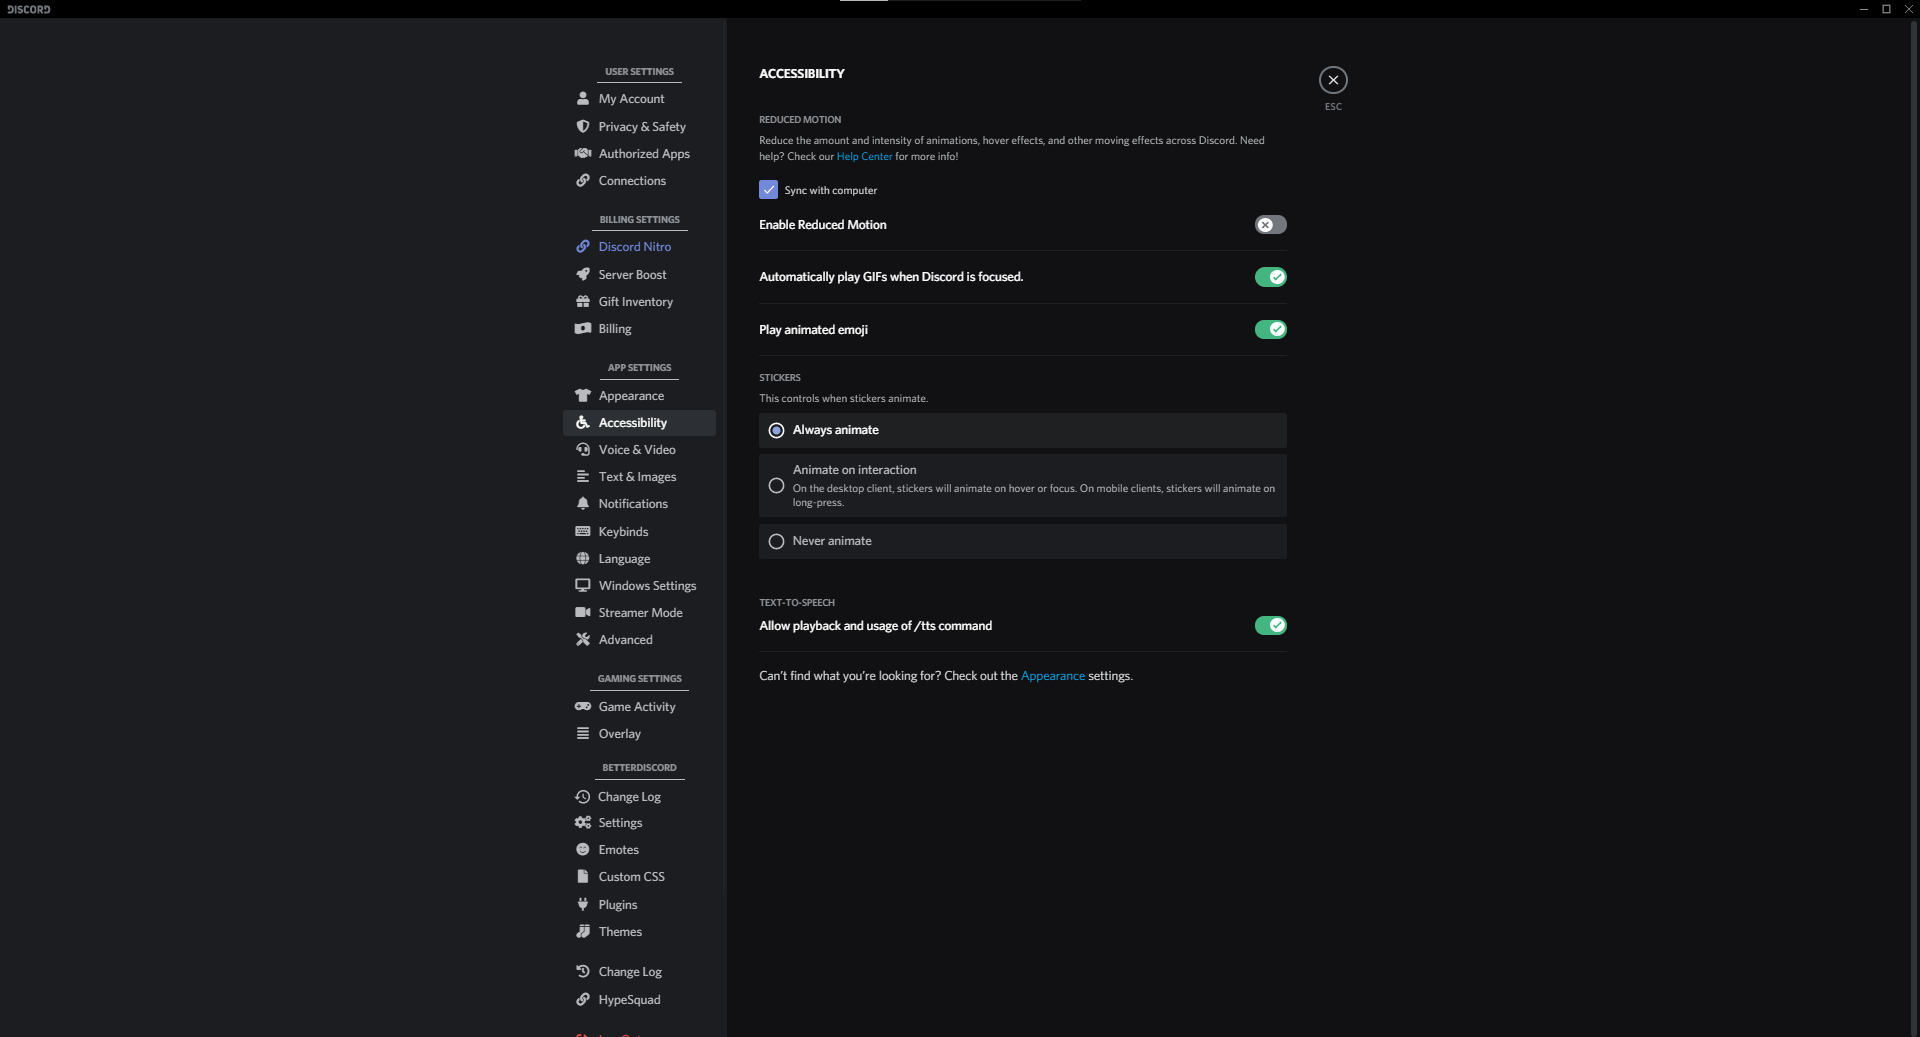 DISCORD
USER SETTINGS
My Account
Privacy & Safety
Authorized Apps
Connections
BILLING SETTINGS
Discord Nitro
Server Boost
Gift Inventory
Billing
APP SETTINGS
Appearance
Accessibility
Voice & Video
Text & Images
Notifications
Keybinds
Language
Windows Settings
Streamer Mode
Advanced
GAMING SETTINGS
Game Activity
Overlay
BETTERDISCORD
Change Log
Settings
Emotes
Custom CSS
Plugins
Themes
Change Log
HypeSquad
ACCESSIBILITY
ESC
REDUCED MOTION
Reduce the amount and intensity of animations, hover effects, and other moving effects across Discord. Need
help? Check our Help Center for more info!
Sync with computer
Enable Reduced Motion
Automatically play GIFs when Discord is focused.
Play animated emoji
STICKERS
This controls when stickers animate.
Always animate
Animate on interaction
On the desktop client, stickers will animate on hover or focus. On mobile clients, stickers will animate on
long-press.
Never animate
TEXT-TO-SPEECH
Allow playback and usage of /tts command
Can't find what you're looking for? Check out the Appearance settings.